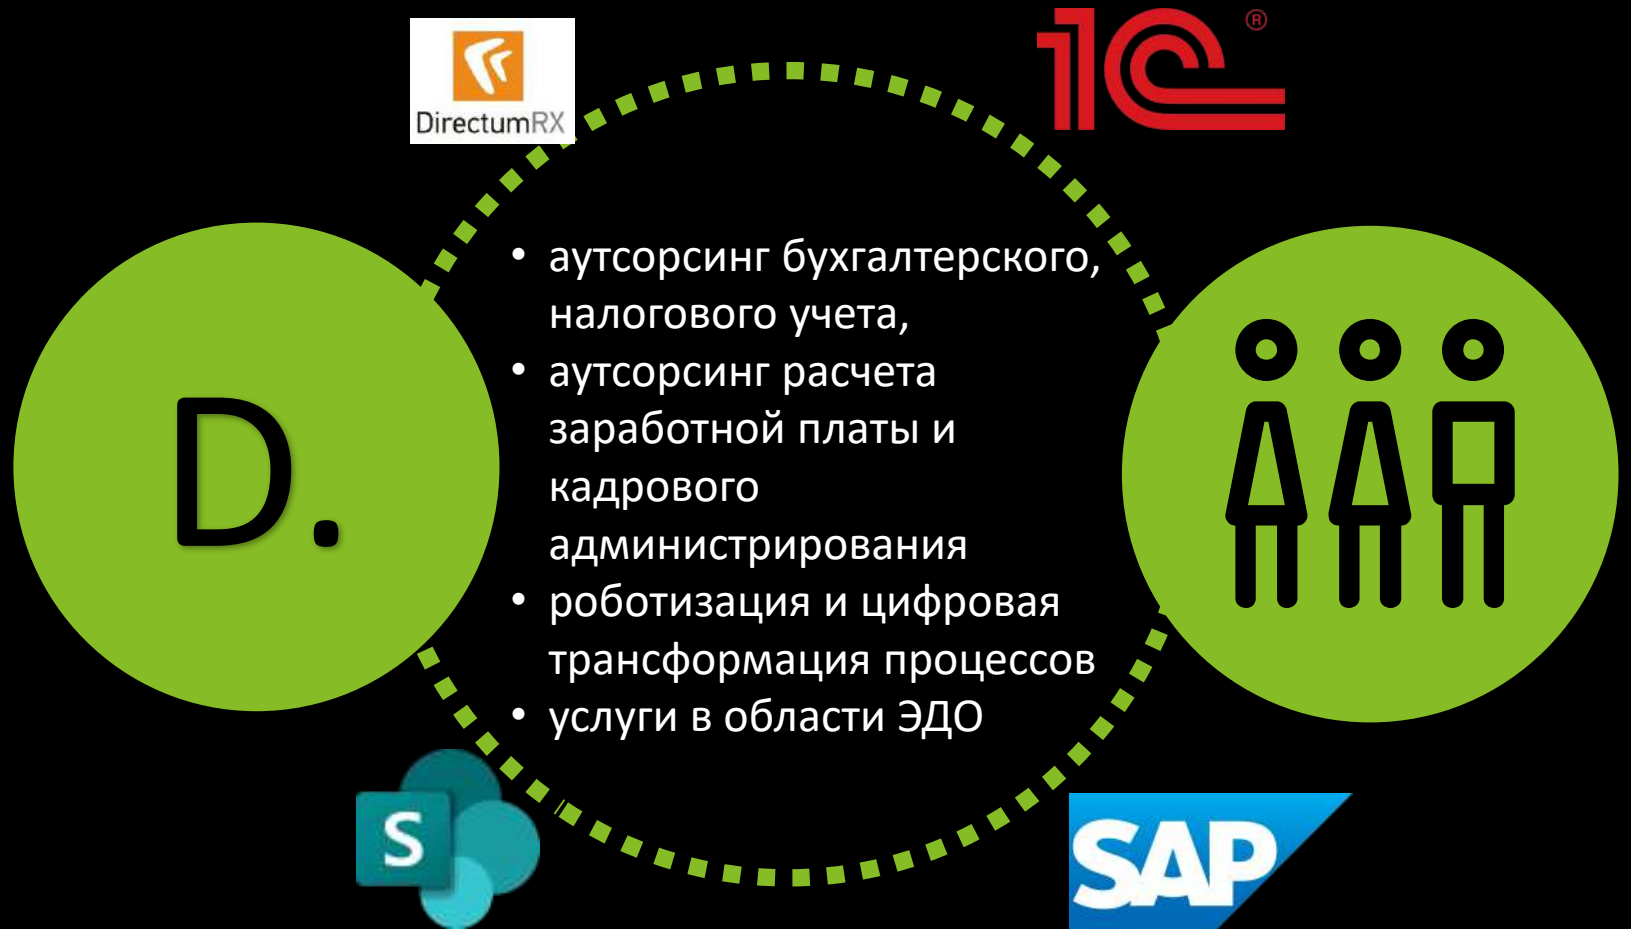 DirectumRX
1С®
D.
• аутсорсинг бухгалтерского,
налогового учета,
• аутсорсинг расчета
заработной платы и
кадрового
администрирования
• роботизация и цифровая
трансформация процессов
• услуги в области ЭДО
S
SAP